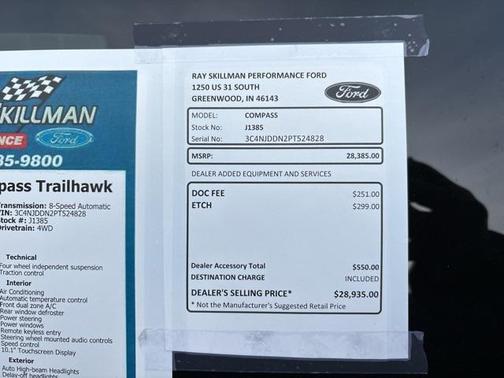 SKILLMAN
Ford
85-9800
pass Trailhawk
Transmission: 8-Speed Automatic
VIN: 3C4NJDDN2PT524828
Stock #: J1385
Drivetrain: 4WD
Technical
Four wheel independent suspension
Traction control
Interior
Air Conditioning
Automatic temperature control
Front dual zone A/C
Rear window defroster
Power steering
Power windows
Remote keyless entry
Steering wheel mounted audio controls
Speed control
10.1" Touchscreen Display
Exterior
Auto High-beam Headlights
Delay-off headlights
RAY SKILLMAN PERFORMANCE FORD
1250 US 31 SOUTH
GREENWOOD, IN 46143
Ford
MODEL: COMPASS
Stock No: J1385
Serial No: 3C4NJDDN2PT524828
MSRP: 28,385.00
DEALER ADDED EQUIPMENT AND SERVICES
DOC FEE $251.00
ETCH $299.00
Dealer Accessory Total $550.00
DESTINATION CHARGE INCLUDED
DEALER'S SELLING PRICE* $28,935.00
* Not the Manufacturer's Suggested Retail Price